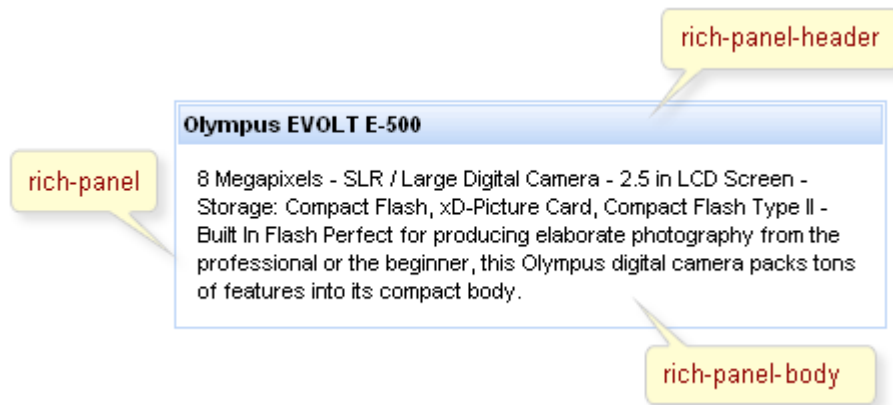 rich-panel-header
Olympus EVOLT E-500
rich-panel
8 Megapixels - SLR / Large Digital Camera - 2.5 in LCD Screen -
Storage: Compact Flash, xD-Picture Card, Compact Flash Type II -
Built In Flash Perfect for producing elaborate photography from the
professional or the beginner, this Olympus digital camera packs tons
of features into its compact body.
rich-panel-body